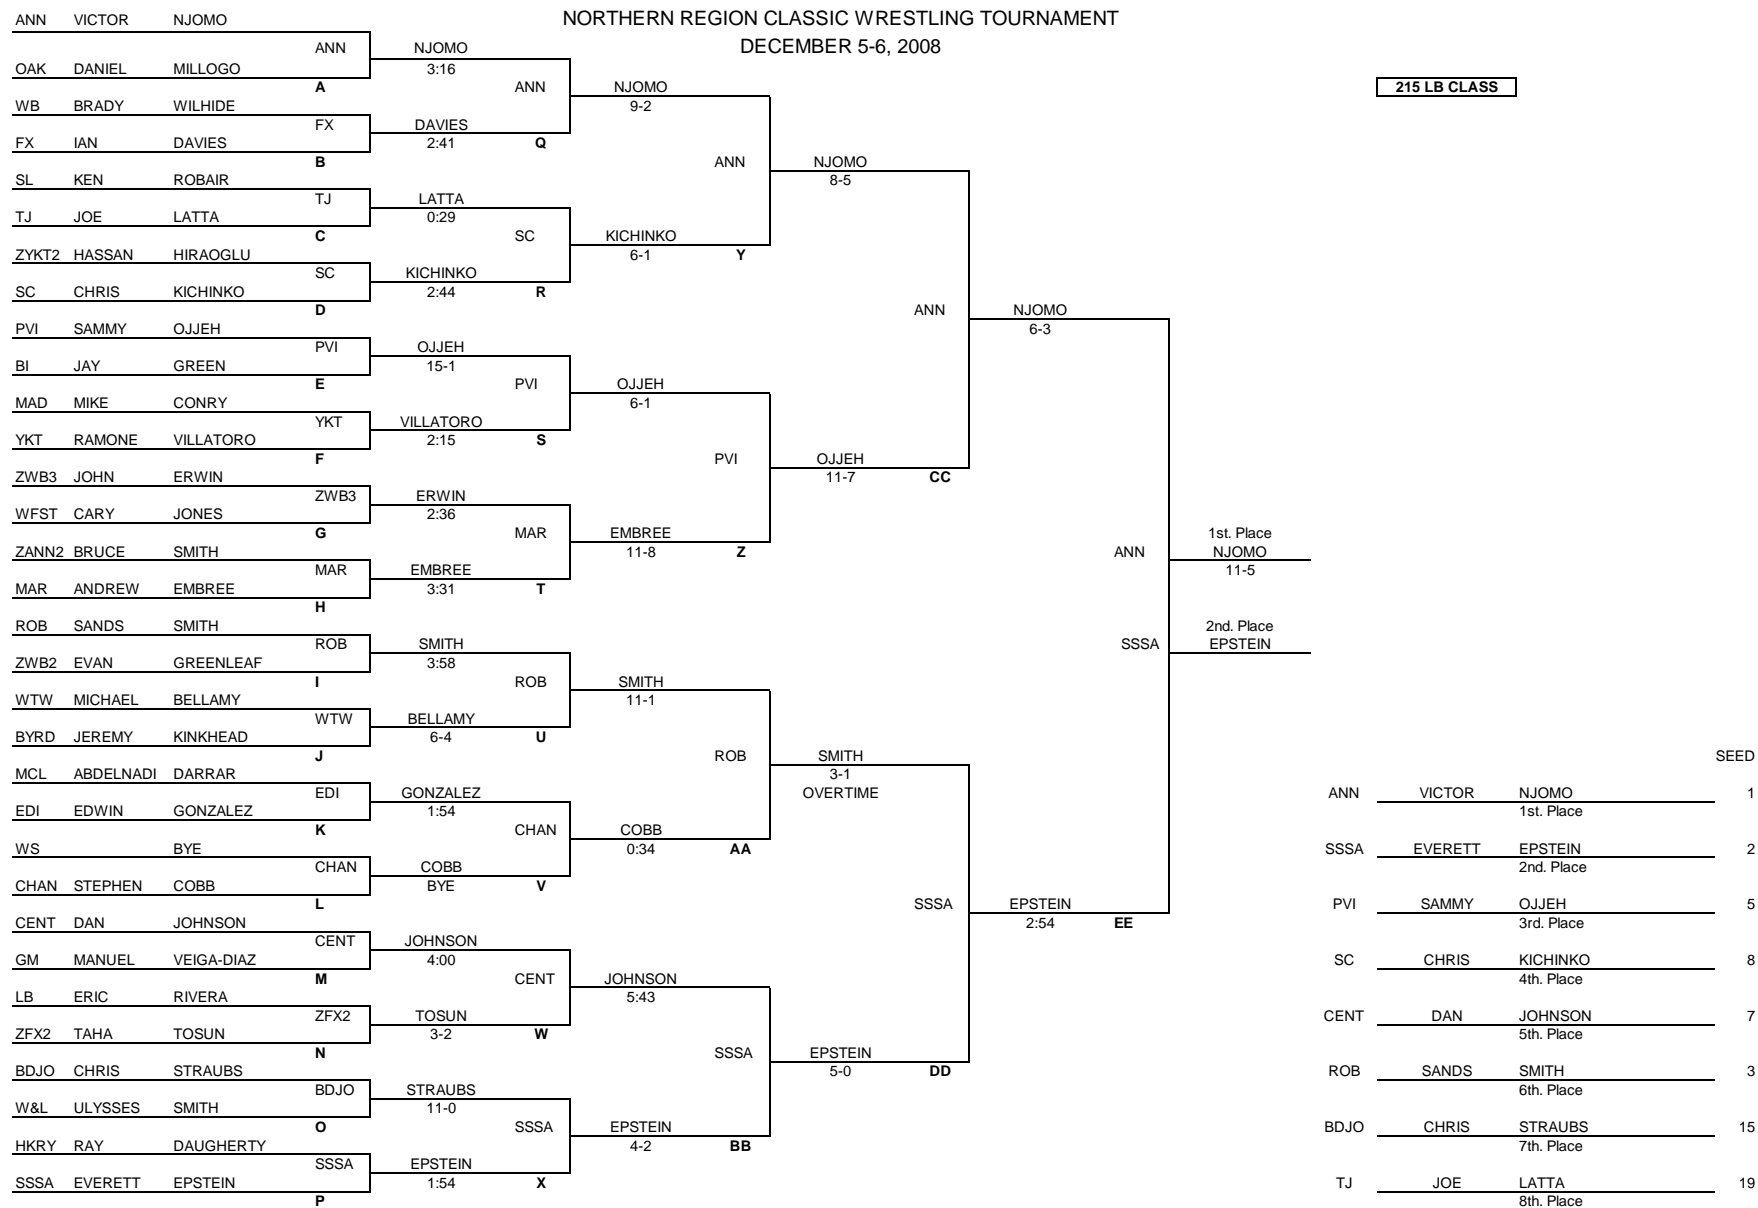 NORTHERN REGION CLASSIC WRESTLING TOURNAMENT
DECEMBER 5-6, 2008
215 LB CLASS
ANN VICTOR NJOMO
OAK DANIEL MILLOGO
WB BRADY WILHIDE
FX IAN DAVIES
SL KEN ROBAIR
TJ JOE LATTA
ZYKT2 HASSAN HIRAOGLU
SC CHRIS KICHINKO
PVI SAMMY OJJEH
BI JAY GREEN
MAD MIKE CONRY
YKT RAMONE VILLATORO
ZWB3 JOHN ERWIN
WFST CARY JONES
ZANN2 BRUCE SMITH
MAR ANDREW EMBREE
ROB SANDS SMITH
ZWB2 EVAN GREENLEAF
WTW MICHAEL BELLAMY
BYRD JEREMY KINKHEAD
MCL ABDELNADI DARRAR
EDI EDWIN GONZALEZ
WS BYE
CHAN STEPHEN COBB
CENT DAN JOHNSON
GM MANUEL VEIGA-DIAZ
LB ERIC RIVERA
ZFX2 TAHA TOSUN
BDJO CHRIS STRAUBS
W&L ULYSSES SMITH
HKRY RAY DAUGHERTY
SSSA EVERETT EPSTEIN
ANN NJOMO
3:16
A
FX DAVIES
2:41
B
TJ LATTA
0:29
C
SC KICHINKO
2:44
D
PVI OJJEH
15-1
E
YKT VILLATORO
2:15
F
ZWB3 ERWIN
2:36
G
MAR EMBREE
3:31
H
ROB SMITH
3:58
I
WTW BELLAMY
6-4
J
EDI GONZALEZ
1:54
K
CHAN COBB
BYE
L
CENT JOHNSON
4:00
M
ZFX2 TOSUN
3-2
N
BDJO STRAUBS
11-0
O
SSSA EPSTEIN
1:54
P
ANN NJOMO
9-2
Q
SC KICHINKO
6-1
R
PVI OJJEH
6-1
S
MAR EMBREE
11-8
T
ROB SMITH
11-1
U
CHAN COBB
0:34
V
CENT JOHNSON
5:43
W
SSSA EPSTEIN
4-2
X
ANN NJOMO
8-5
Y
PVI OJJEH
11-7
Z
ROB SMITH
3-1
OVERTIME
AA
SSSA EPSTEIN
5-0
BB
ANN NJOMO
6-3
CC
SSSA EPSTEIN
2:54
DD
1st. Place
ANN NJOMO
11-5
2nd. Place
SSSA EPSTEIN
EE
SEED
ANN VICTOR NJOMO 1
1st. Place
SSSA EVERETT EPSTEIN 2
2nd. Place
PVI SAMMY OJJEH 5
3rd. Place
SC CHRIS KICHINKO 8
4th. Place
CENT DAN JOHNSON 7
5th. Place
ROB SANDS SMITH 3
6th. Place
BDJO CHRIS STRAUBS 15
7th. Place
TJ JOE LATTA 19
8th. Place